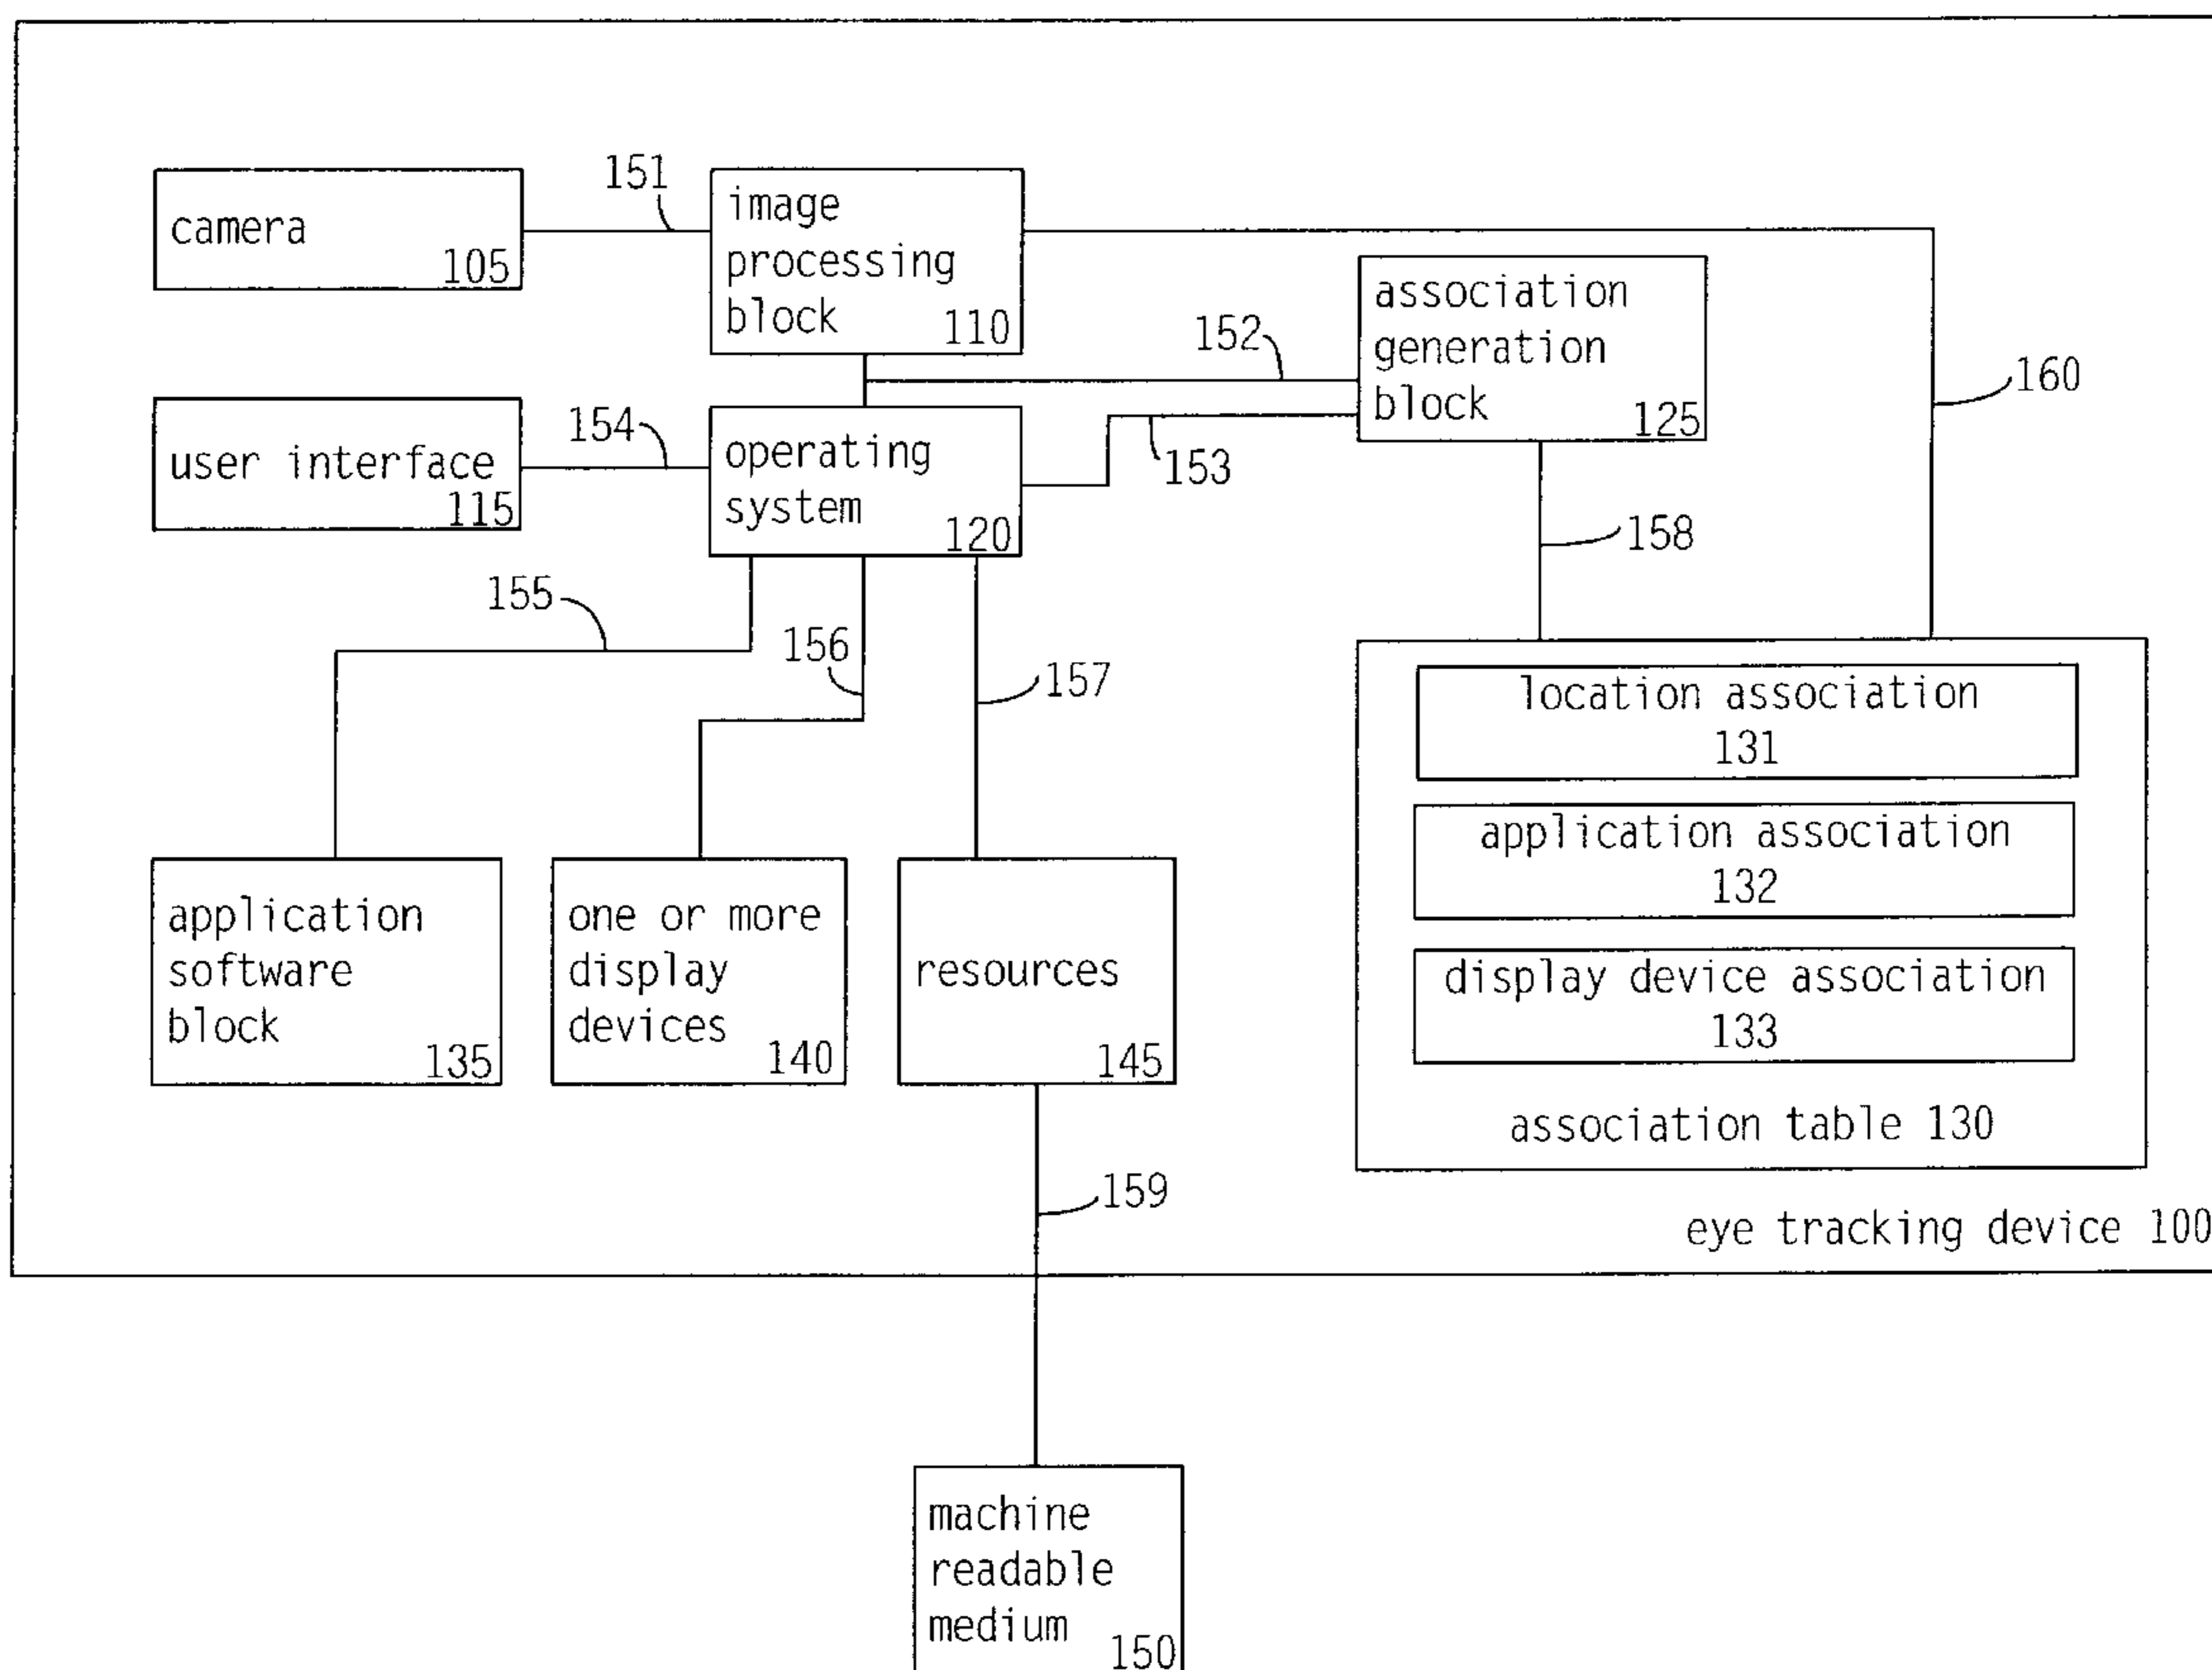 camera
105
151
image
processing
block
110
association
generation
block
125
152
160
user interface
115
154
operating
system
120
153
158
155
156
157
location association
131
application association
132
display device association
133
association table 130
application
software
block
135
one or more
display
devices
140
resources
145
159
eye tracking device 100
machine
readable
medium
150